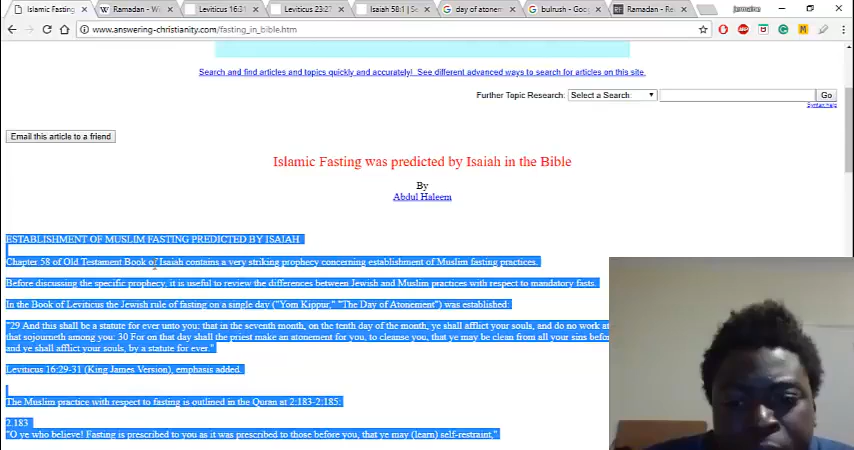 Islamic Fasting
Ramadan - W
Leviticus 16:31
Leviticus 23:2
Isaiah 58:1 | S
day of atonem
bulrush - Goo
Ramadan - Re
www.answering-christianity.com/fasting_in_bible.htm
Search and find articles and topics quickly and accurately! See different advanced ways to search for articles on this site.
Further Topic Research: Select a Search: Go
Syntax help
Email this article to a friend
Islamic Fasting was predicted by Isaiah in the Bible
By
Abdul Haleem
ESTABLISHMENT OF MUSLIM FASTING PREDICTED BY ISAIAH
Chapter 58 of Old Testament Book of Isaiah contains a very striking prophecy concerning establishment of Muslim fasting practices.
Before discussing the specific prophecy, it is useful to review the differences between Jewish and Muslim practices with respect to mandatory fasts.
In the Book of Leviticus the Jewish rule of fasting on a single day ("Yom Kippur," "The Day of Atonement") was established:
"29 And this shall be a statute for ever unto you: that in the seventh month, on the tenth day of the month, ye shall afflict your souls, and do no work at
that sojourneth among you: 30 For on that day shall the priest make an atonement for you, to cleanse you, that ye may be clean from all your sins befor
and ye shall afflict your souls, by a statute for ever."
Leviticus 16:29-31 (King James Version), emphasis added.
The Muslim practice with respect to fasting is outlined in the Quran at 2:183-2:185:
2.183
"O ye who believe! Fasting is prescribed to you as it was prescribed to those before you, that ye may (learn) self-restraint,".